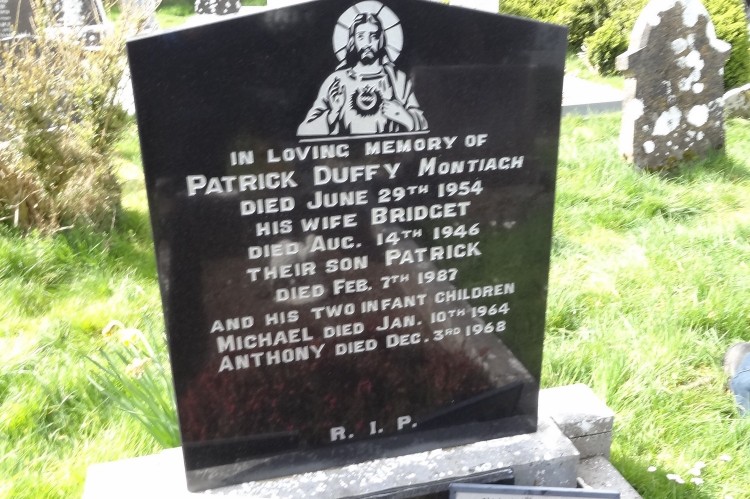 IN LOVING MEMORY OF
PATRICK DUFFY MONTIAGH
DIED JUNE 29TH 1954
HIS WIFE BRIDGET
DIED AUG. 14TH 1946
THEIR SON PATRICK
DIED FEB. 7TH 1987
AND HIS TWO INFANT CHILDREN
MICHAEL DIED JAN. 10TH 1964
ANTHONY DIED DEC. 3RD 1968
R. I. P.